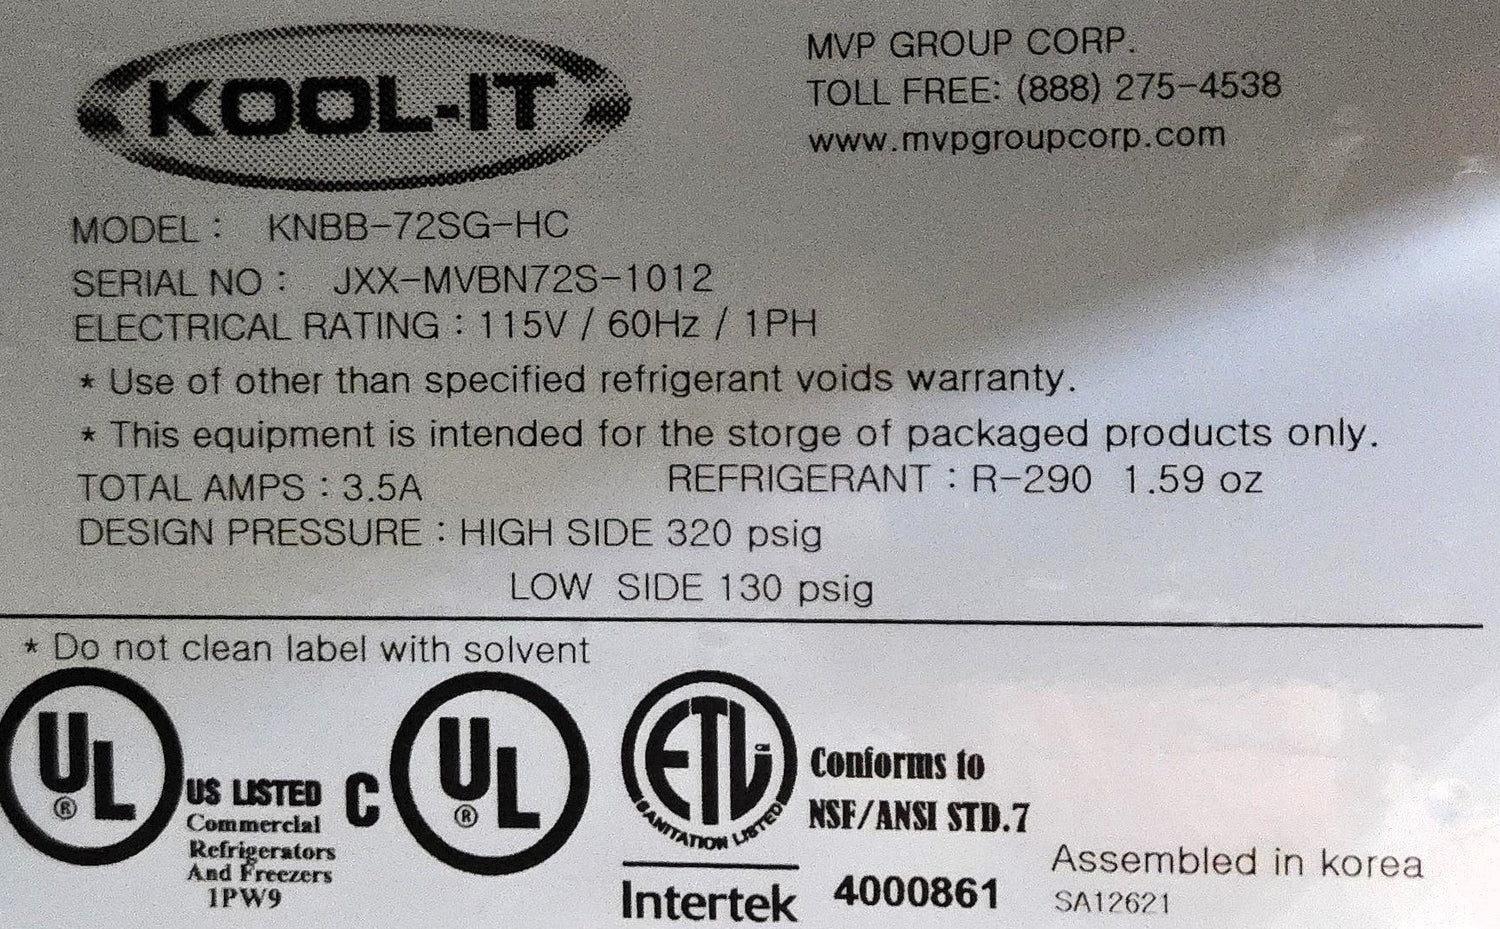 KOOL-IT
MVP GROUP CORP.
TOLL FREE: (888) 275-4538
www.mvpgroupcorp.com
MODEL : KNBB-72SG-HC
SERIAL NO : JXX-MVBN72S-1012
ELECTRICAL RATING : 115V / 60Hz / 1PH
* Use of other than specified refrigerant voids warranty.
* This equipment is intended for the storge of packaged products only.
TOTAL AMPS : 3.5A REFRIGERANT : R-290 1.59 oz
DESIGN PRESSURE : HIGH SIDE 320 psig
LOW SIDE 130 psig
* Do not clean label with solvent
UL ®
US LISTED
Commercial
Refrigerators
And Freezers
1PW9
C UL ®
ETL
SANITATION LISTED
Intertek
Conforms to
NSF/ANSI STD.7
4000861
Assembled in korea
SA12621